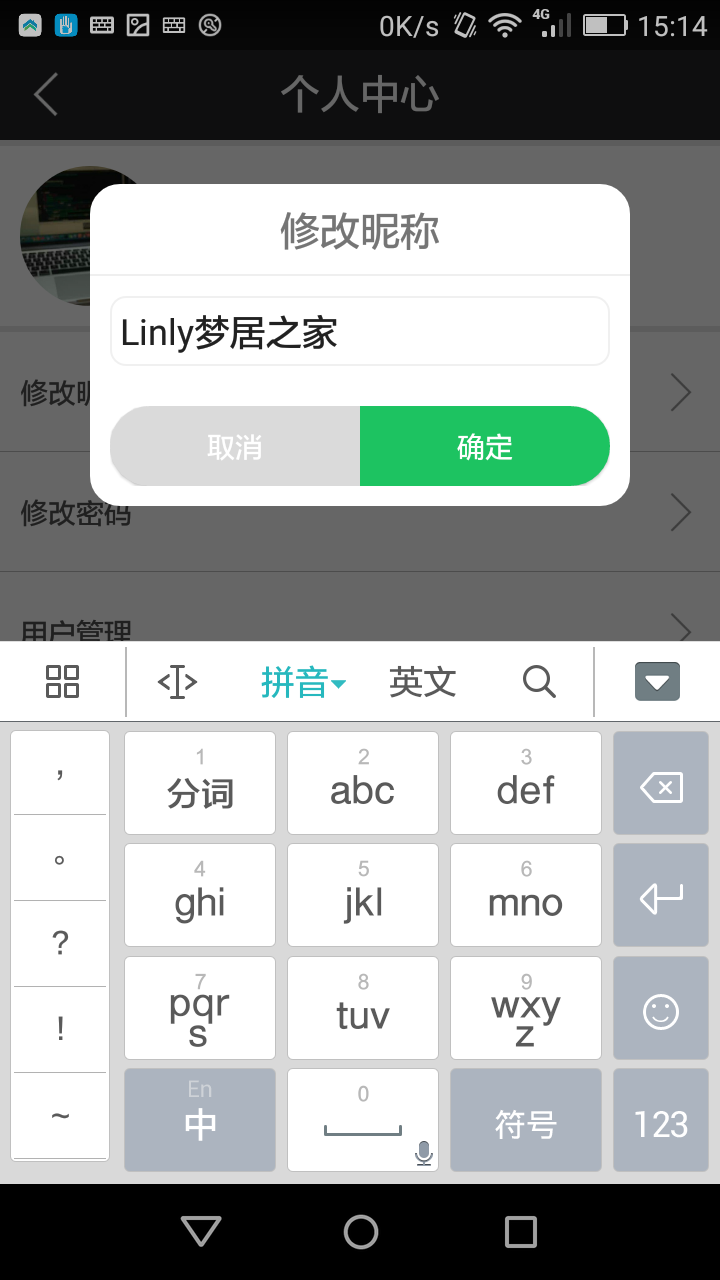 0K/s 4G 15:14
个人中心
修改昵称
Linly梦居之家
取消 确定
修改昵
修改密码
用户管理
拼音 英文
， 1 分词 2 abc 3 def
。 4 ghi 5 jkl 6 mno
? 7 pqrs 8 tuv 9 wxyz
!
~ En 中 0 符号 123